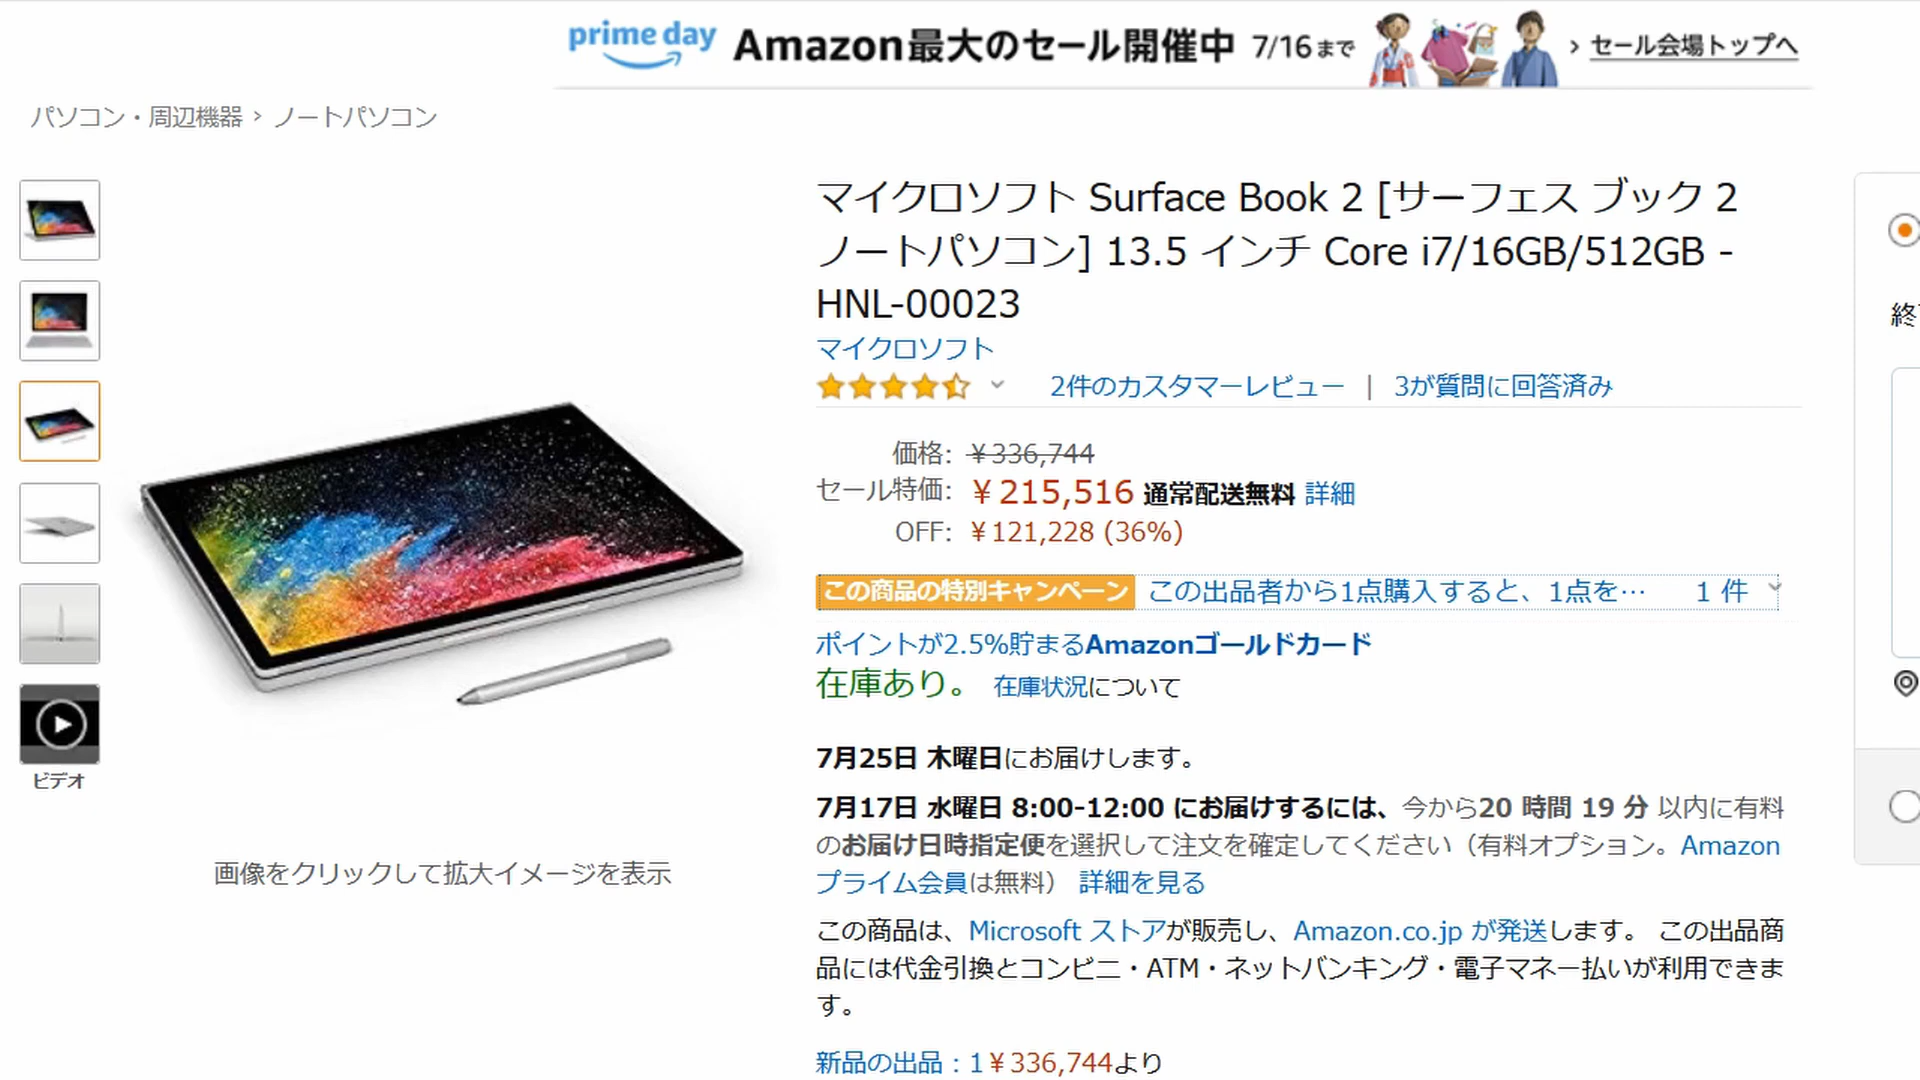 prime day Amazon最大のセール開催中 7/16まで › セール会場トップへ
パソコン・周辺機器 › ノートパソコン
マイクロソフト Surface Book 2 [サーフェス ブック 2
ノートパソコン] 13.5 インチ Core i7/16GB/512GB -
HNL-00023
マイクロソフト
2件のカスタマーレビュー | 3が質問に回答済み
価格: ¥336,744
セール特価: ¥215,516 通常配送無料 詳細
OFF: ¥121,228 (36%)
この商品の特別キャンペーン この出品者から1点購入すると、1点を… 1 件
ポイントが2.5%貯まるAmazonゴールドカード
在庫あり。 在庫状況について
7月25日 木曜日にお届けします。
7月17日 水曜日 8:00-12:00 にお届けするには、今から20 時間 19 分 以内に有料
のお届け日時指定便を選択して注文を確定してください（有料オプション。Amazon
プライム会員は無料） 詳細を見る
この商品は、Microsoft ストアが販売し、Amazon.co.jp が発送します。 この出品商
品には代金引換とコンビニ・ATM・ネットバンキング・電子マネー払いが利用できま
す。
新品の出品：1¥336,744より
ビデオ
画像をクリックして拡大イメージを表示
終